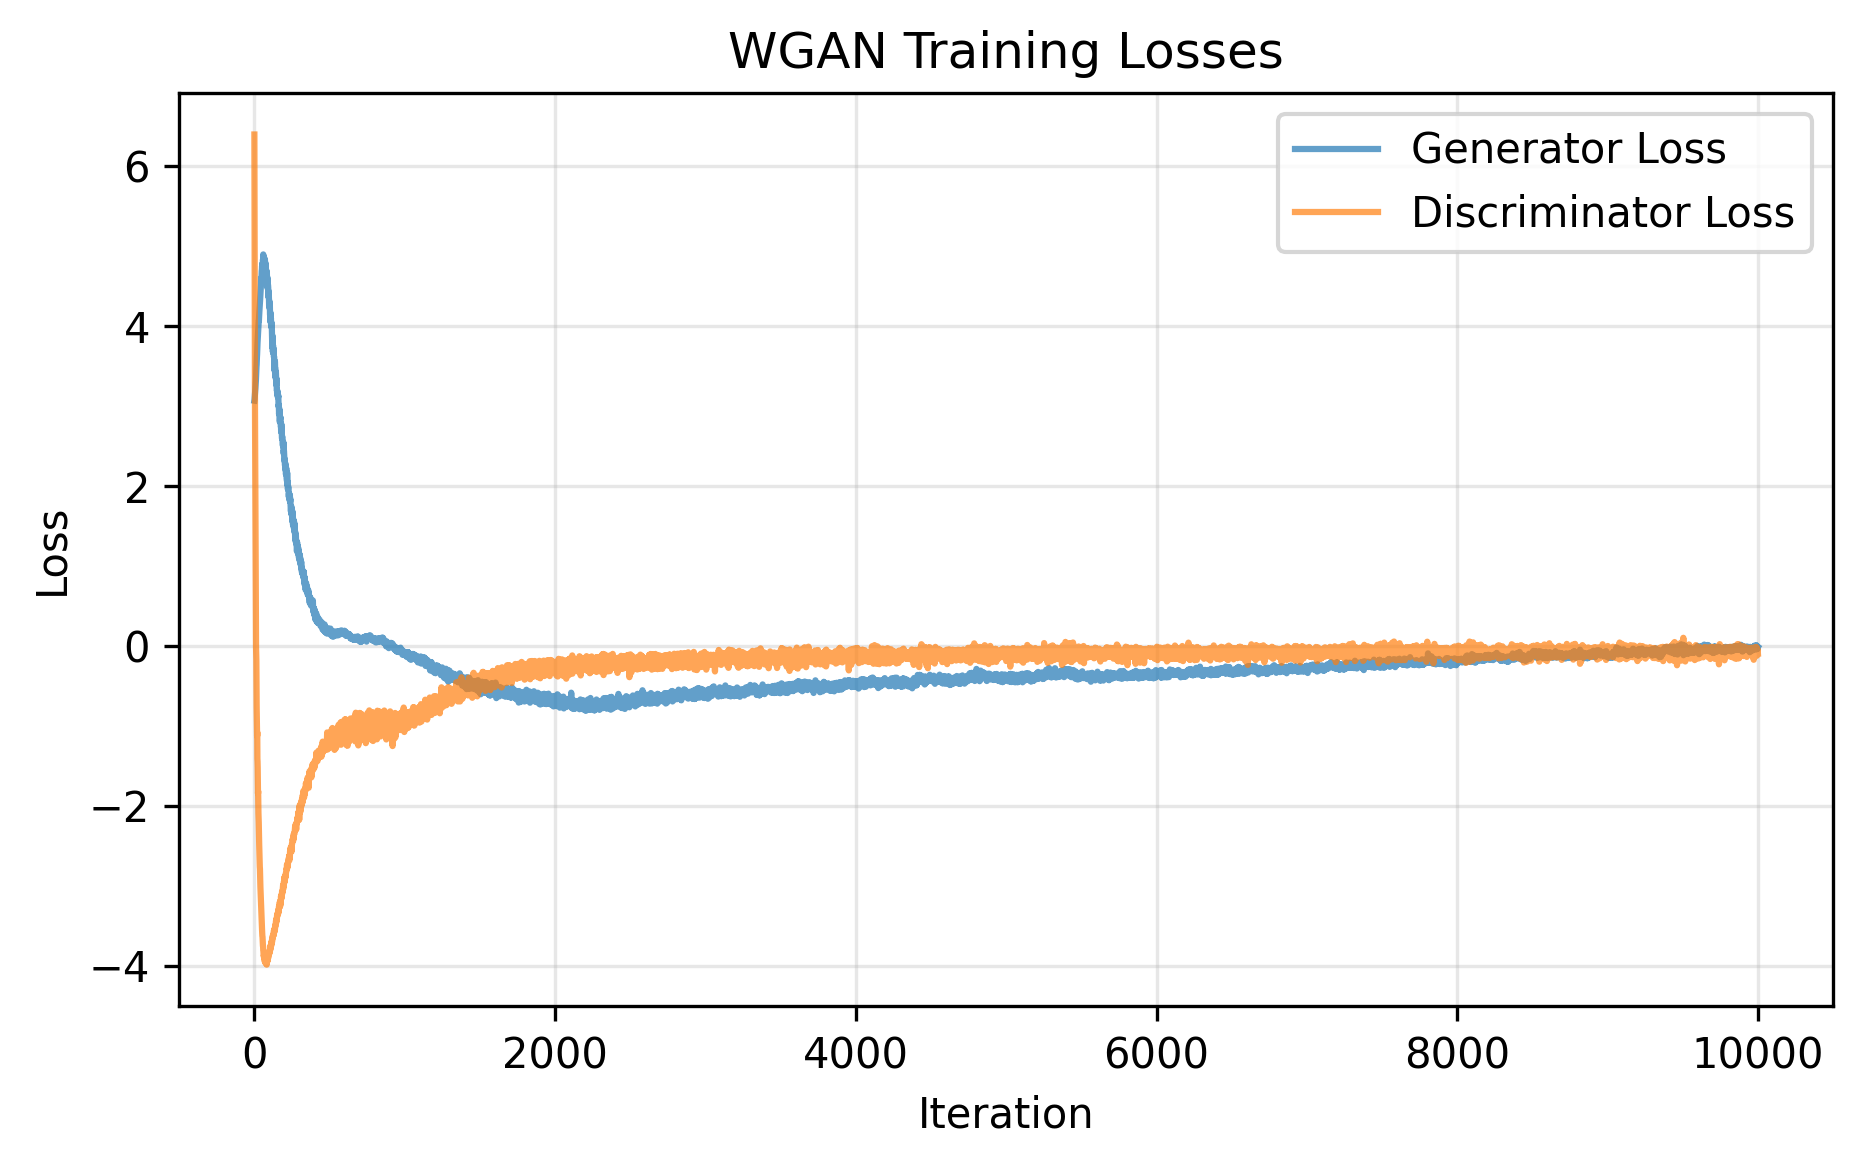 WGAN Training Losses
Generator Loss
Discriminator Loss
6
4
2
0
−2
−4
Loss
0 2000 4000 6000 8000 10000
Iteration